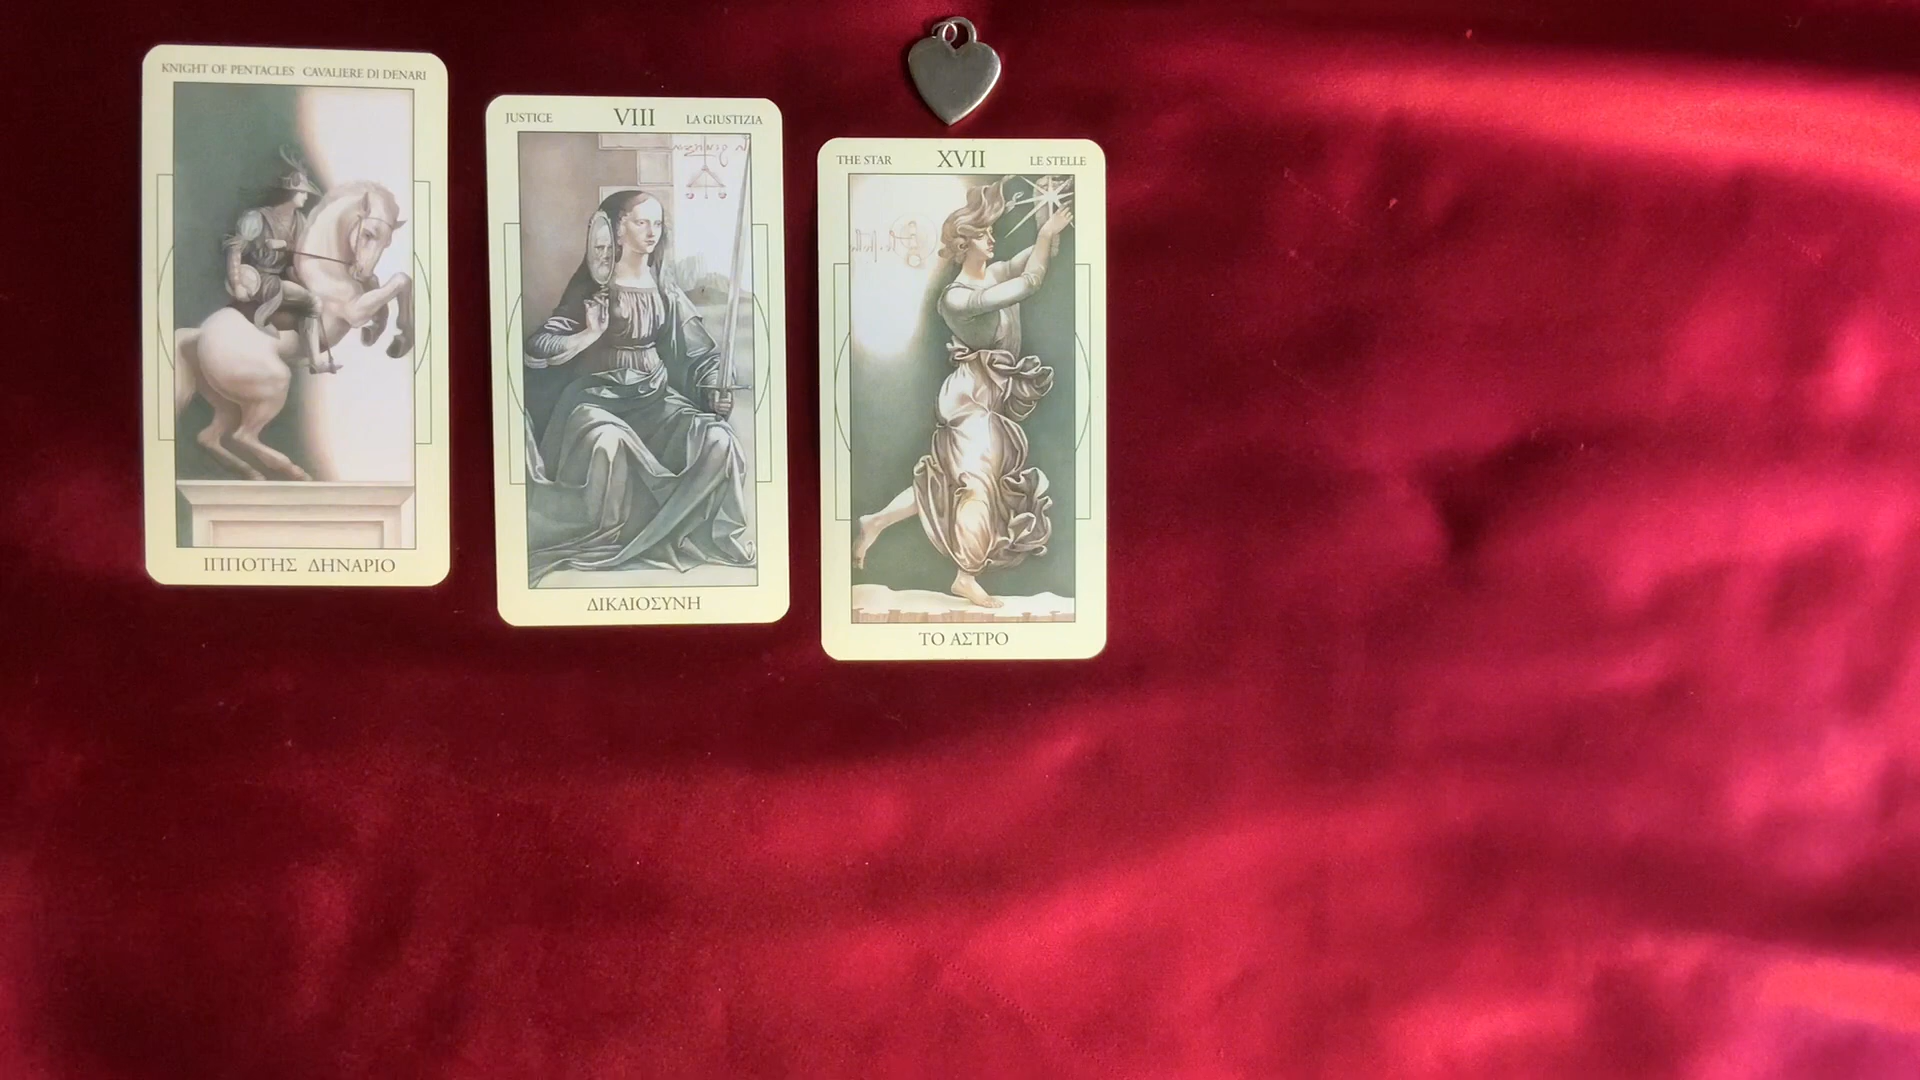 KNIGHT OF PENTACLES CAVALIERE DI DENARI
ΙΠΠΟΤΗΣ ΔΗΝΑΡΙΟ
JUSTICE VIII LA GIUSTIZIA
ΔΙΚΑΙΟΣΥΝΗ
THE STAR XVII LE STELLE
ΤΟ ΑΣΤΡΟ